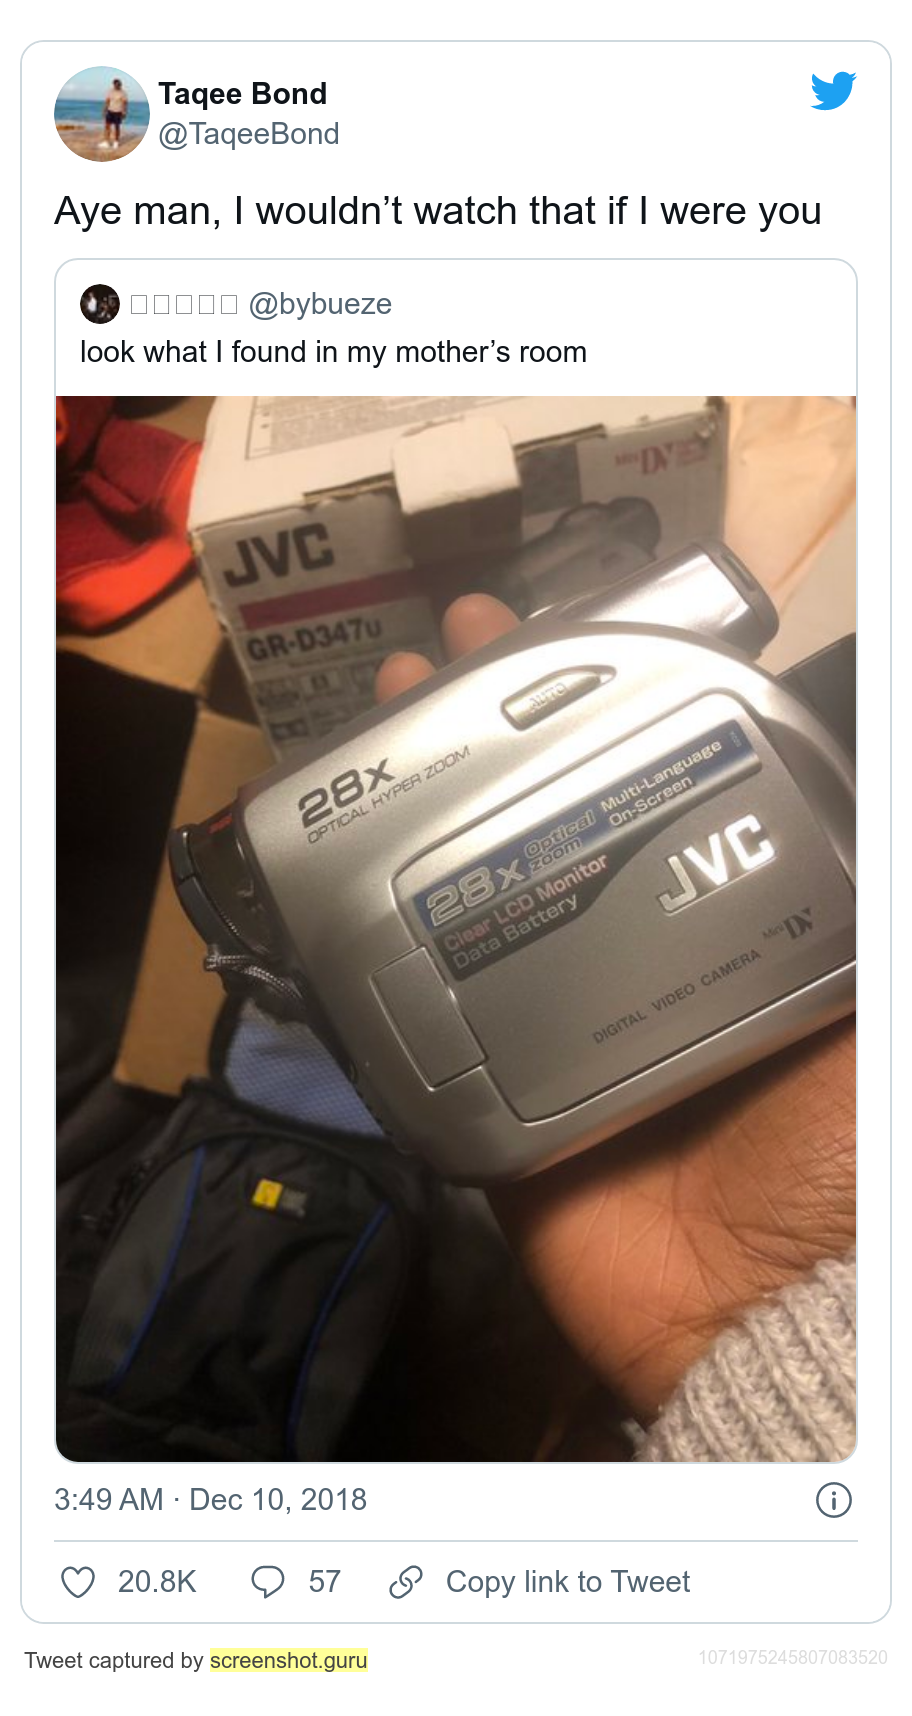 Taqee Bond
@TaqeeBond
Aye man, I wouldn’t watch that if I were you
@bybueze
look what I found in my mother’s room
Mini DV
JVC
GR-D347U
AUTO
28x
OPTICAL HYPER ZOOM
28x Optical zoom
Multi-Language
On-Screen
Clear LCD Monitor
Data Battery
JVC
Mini DV
DIGITAL VIDEO CAMERA
3:49 AM · Dec 10, 2018
20.8K
57
Copy link to Tweet
Tweet captured by screenshot.guru
1071975245807083520